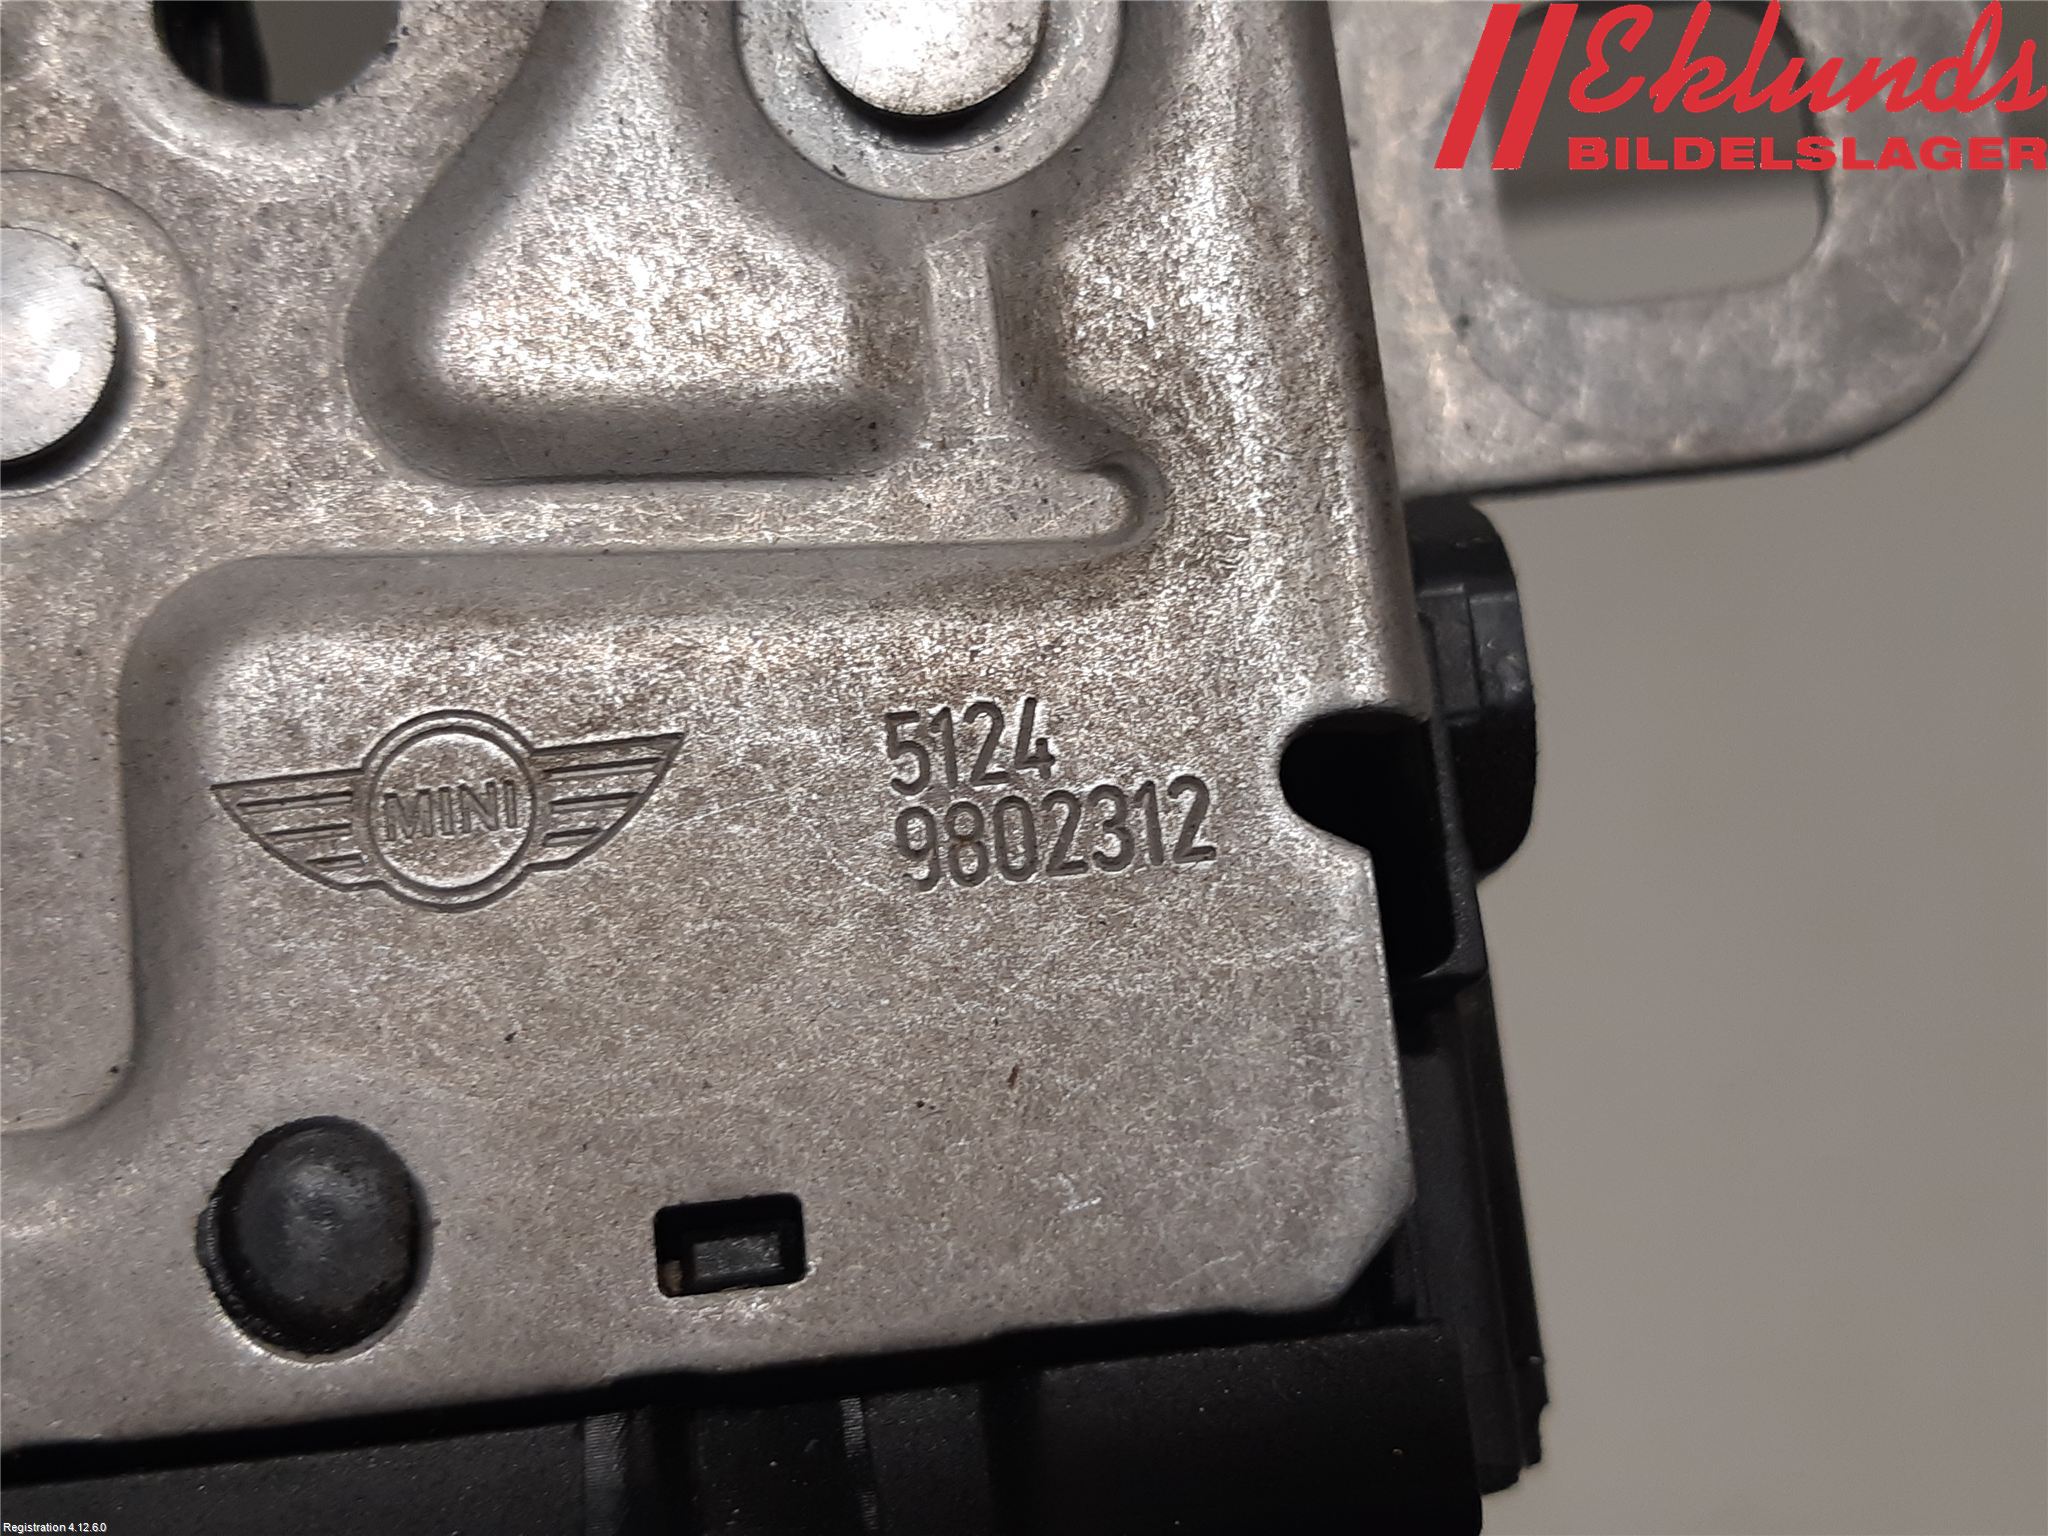 Eklunds
BILDELSLAGER
MINI
5124
9802312
Registration 4.12.6.0